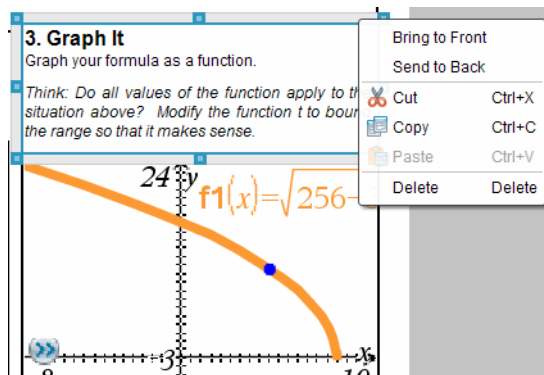 3. Graph It
Graph your formula as a function.
Think: Do all values of the function apply to
situation above? Modify the function t to
the range so that it makes sense.
Bring to Front
Send to Back
Cut Ctrl+X
Copy Ctrl+C
Paste Ctrl+V
Delete Delete
24 y
f1(x)=√256-
x
-3